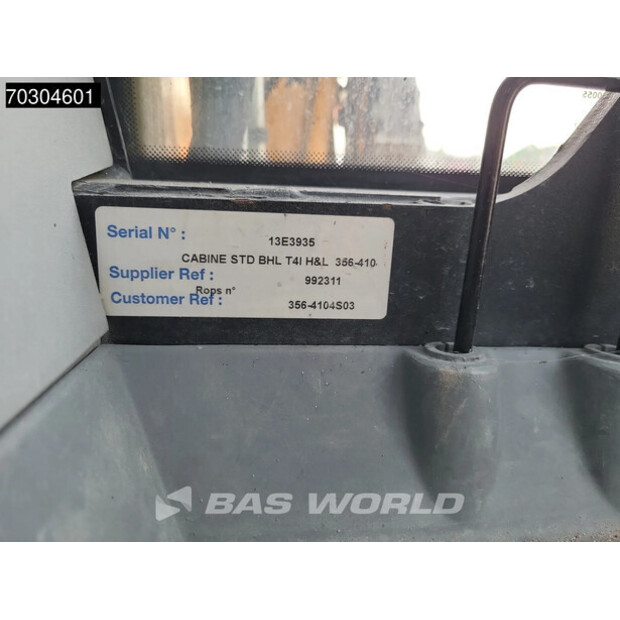 70304601
Serial N° :
13E3935
CABINE STD BHL T4I H&L 356-410
Supplier Ref :
992311
Rops n°
Customer Ref :
356-4104S03
BAS WORLD